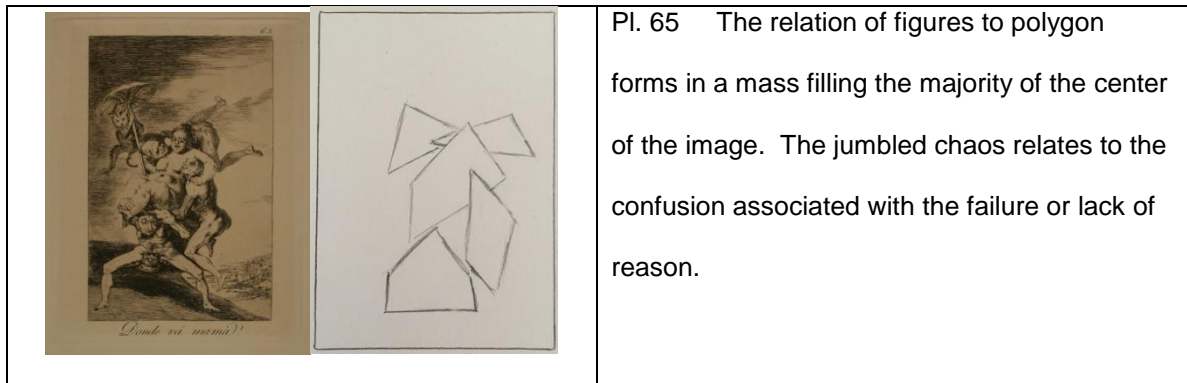 65
Donde vá mamá?
Pl. 65 The relation of figures to polygon
forms in a mass filling the majority of the center
of the image. The jumbled chaos relates to the
confusion associated with the failure or lack of
reason.